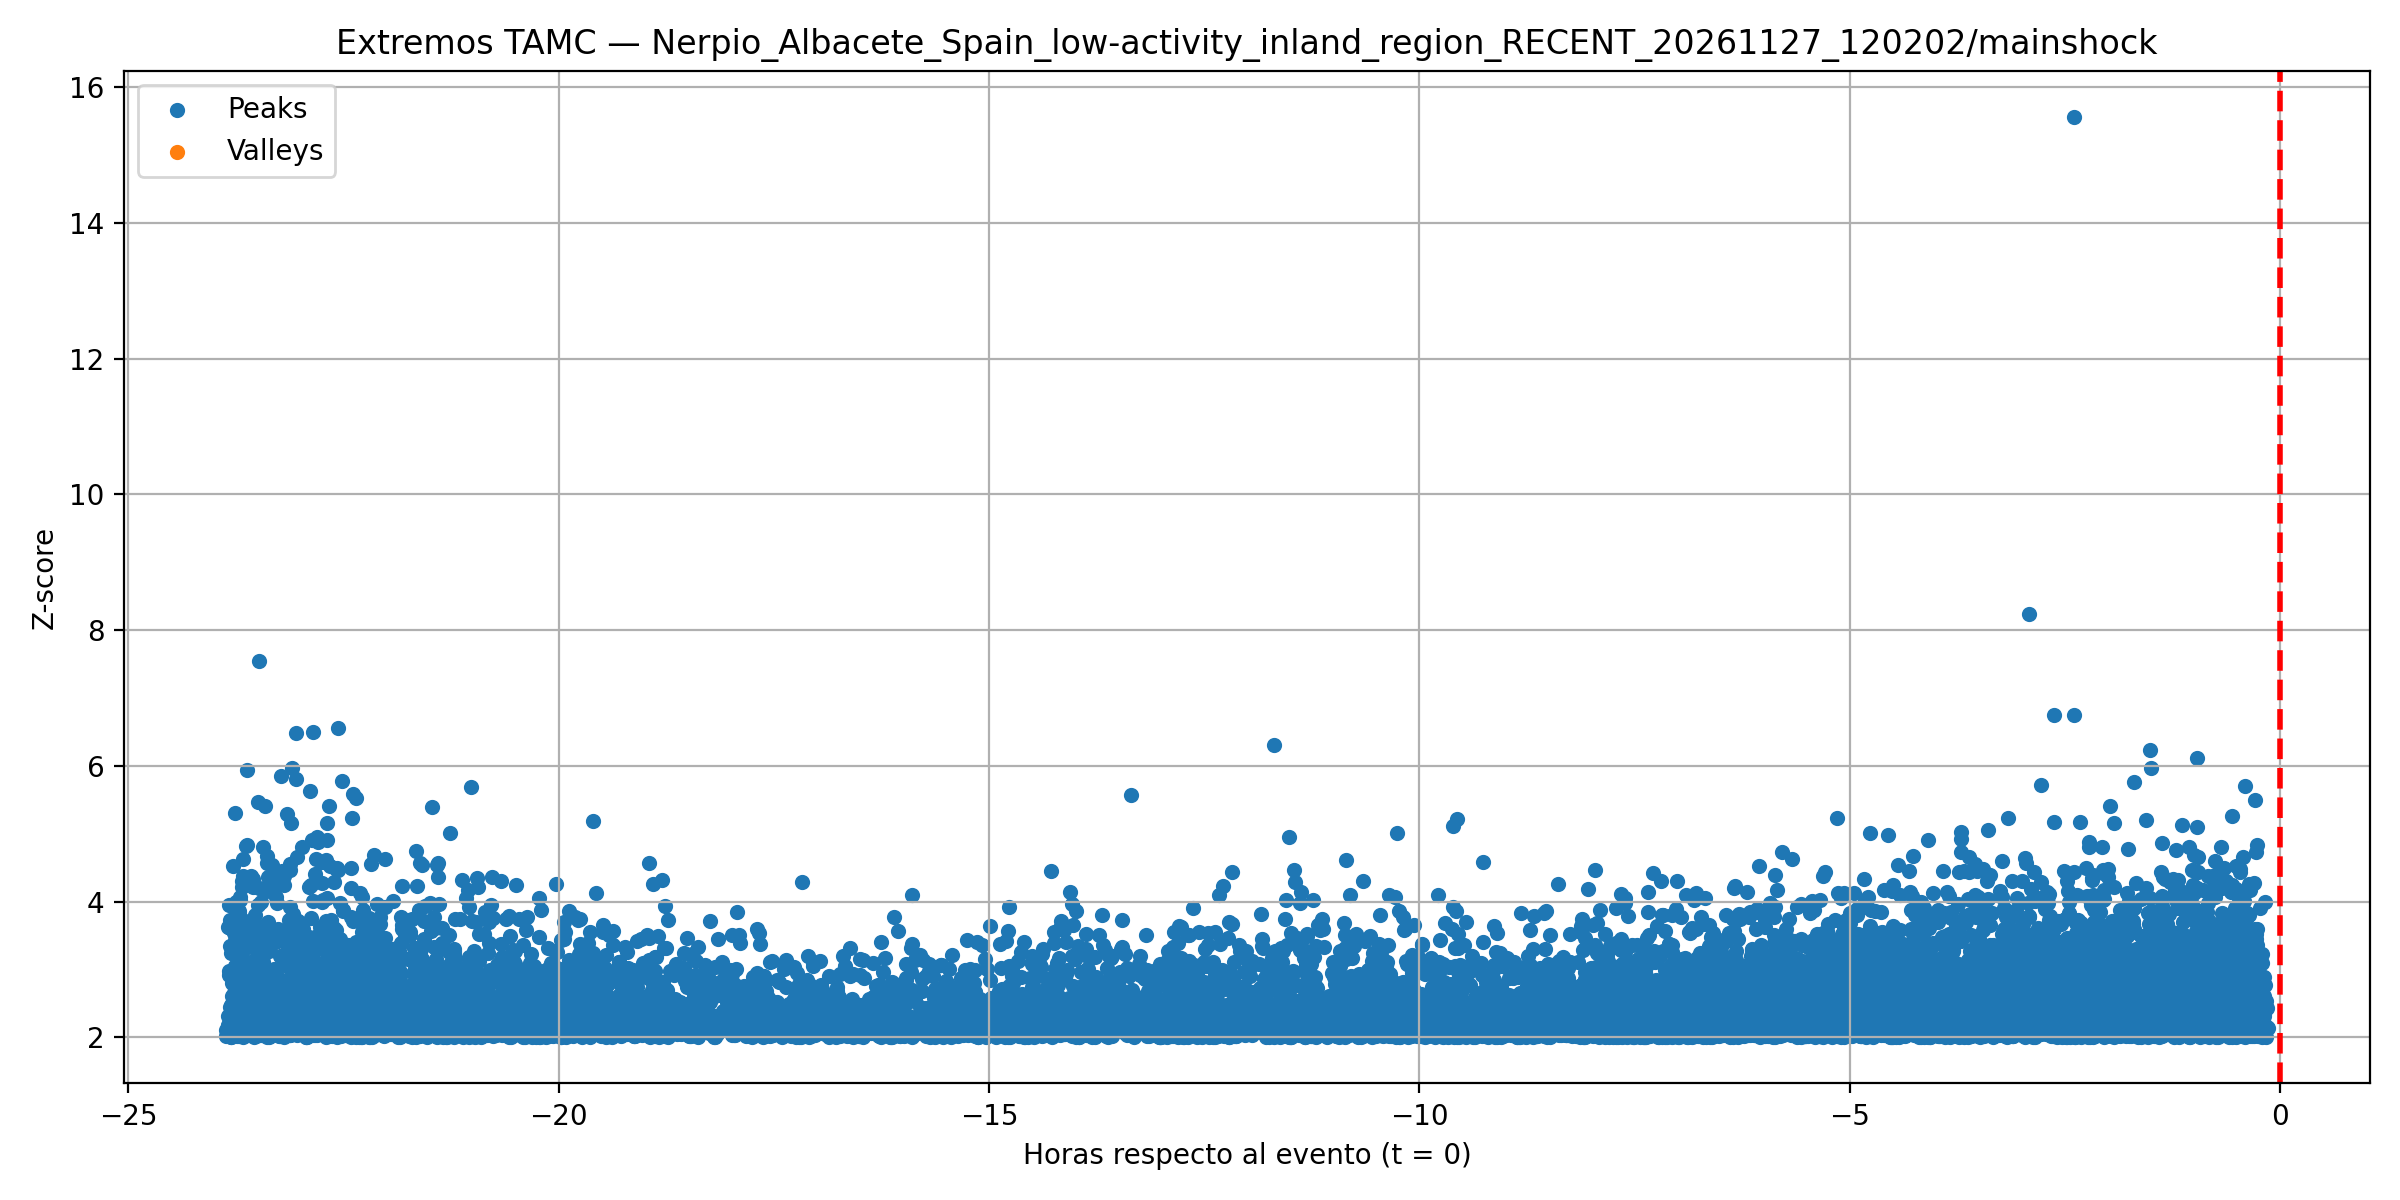 Extremos TAMC — Nerpio_Albacete_Spain_low-activity_inland_region_RECENT_20261127_120202/mainshock
Peaks
Valleys
16
14
12
10
8
6
4
2
Z-score
−25
−20
−15
−10
−5
0
Horas respecto al evento (t = 0)